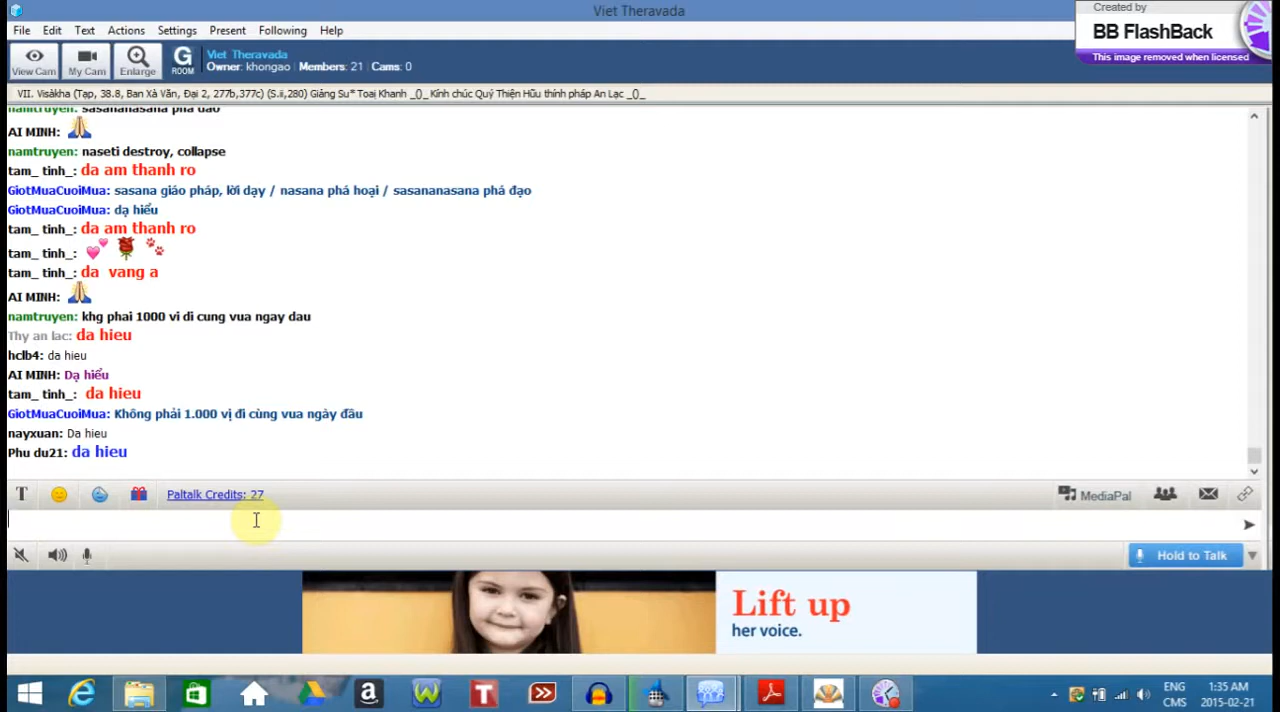 Viet Theravada
Created by
BB FlashBack
This image removed when licensed
File Edit Text Actions Settings Present Following Help
View Cam My Cam Enlarge G ROOM
Viet Theravada
Owner: khongao : Members: 21 : Cams: 0
VII. Visàkha (Tạp, 38.8, Ban Xà Văn, Đại 2, 277b,377c) (S.ii,280) Giảng Sư* Toại Khanh _()_ Kính chúc Quý Thiện Hữu thính pháp An Lạc _()_
namtruyen: sasananasana pha dao
AI MINH:
namtruyen: naseti destroy, collapse
tam_ tinh_: da am thanh ro
GiotMuaCuoiMua: sasana giáo pháp, lời dạy / nasana phá hoại / sasananasana phá đạo
GiotMuaCuoiMua: dạ hiểu
tam_ tinh_: da am thanh ro
tam_ tinh_:
tam_ tinh_: da vang a
AI MINH:
namtruyen: khg phai 1000 vi di cung vua ngay dau
Thy an lac: da hieu
hclb4: da hieu
AI MINH: Dạ hiểu
tam_ tinh_: da hieu
GiotMuaCuoiMua: Không phải 1.000 vị đi cùng vua ngày đầu
nayxuan: Da hieu
Phu du21: da hieu
T Paltalk Credits: 27 MediaPal
Hold to Talk
Lift up
her voice.
ENG 1:35 AM
CMS 2015-02-21